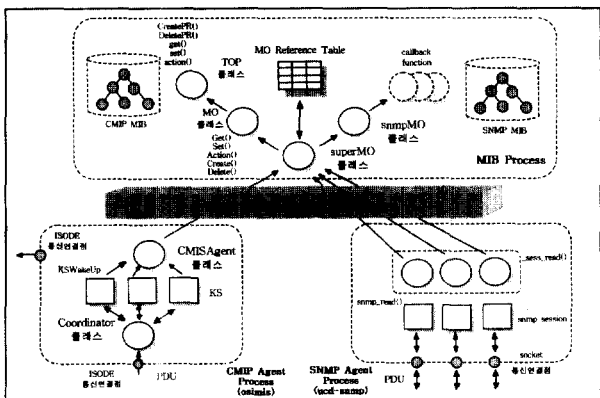 CreatePR()
DeletePR()
get()
set()
action()
TOP
클래스
MO Reference Table
callback
function
CMIP MIB
MO
클래스
snmpMO
클래스
SNMP MIB
Get()
Set()
Action()
Create()
Delete()
superMO
클래스
MIB Process
ISODE
통신연결점
CMISAgent
클래스
KSWakeUp
KS
Coordinator
클래스
ISODE
통신연결점
PDU
CMIP Agent
Process
(osimis)
SNMP Agent
Process
(ucd-snmp)
_sess_read()
snmp_read()
snmp session
socket
통신연결점
PDU